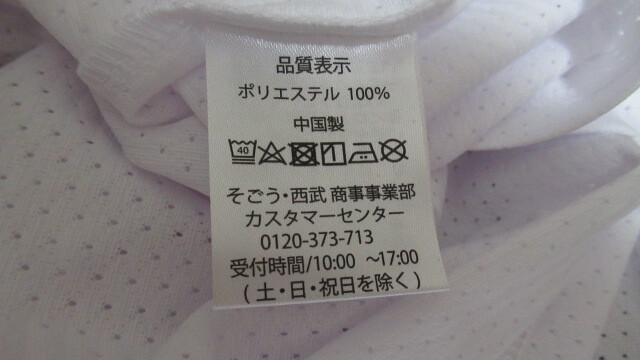 品質表示
ポリエステル 100%
中国製
40
そごう・西武 商事事業部
カスタマーセンター
0120-373-713
受付時間/10:00 ～17:00
( 土・日・祝日を除く )